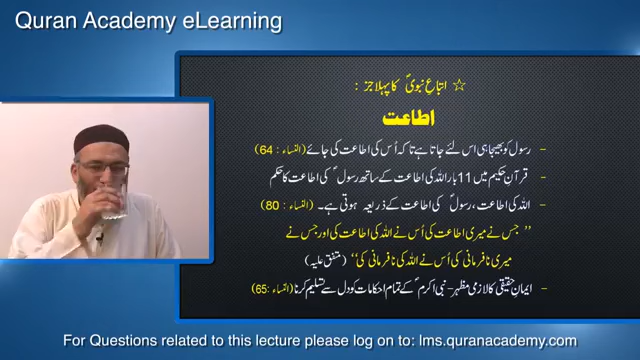 Quran Academy eLearning
☆ اتباعِ نبویؐ کا پہلا جز :
اطاعت
- رسول کو بھیجا ہی اس لئے جاتا ہے تاکہ اُس کی اطاعت کی جائے (النساء : 64)
- قرآنِ حکیم میں 11 بار اللہ کی اطاعت کے ساتھ رسولؐ کی اطاعت کا حکم
- اللہ کی اطاعت ، رسولؐ کی اطاعت کے ذریعہ ہوتی ہے۔ (النساء : 80)
’’ جس نے میری اطاعت کی اُس نے اللہ کی اطاعت کی اور جس نے
میری نافرمانی کی اُس نے اللہ کی نافرمانی کی‘‘ (متفق علیہ)
- ایمانِ حقیقی کا لازمی مظہر - نبی اکرمؐ کے تمام احکامات کو دل سے تسلیم کرنا (النساء : 65)
For Questions related to this lecture please log on to: lms.quranacademy.com